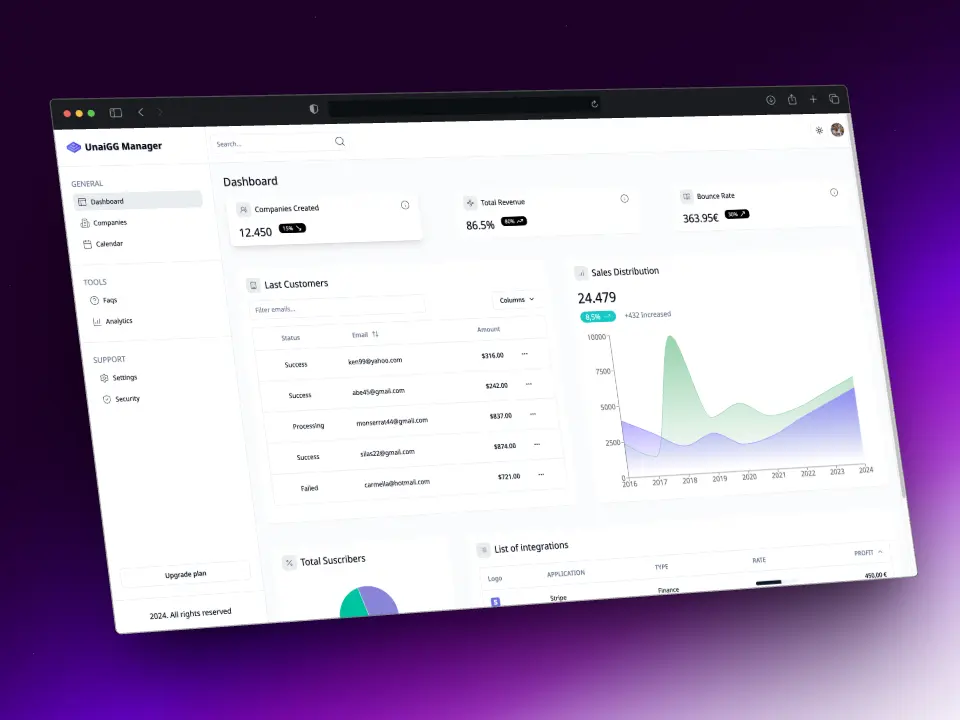 UnaiGG Manager
Search...
GENERAL
Dashboard
Companies
Calendar
TOOLS
Faqs
Analytics
SUPPORT
Settings
Security
Upgrade plan
2024. All rights reserved
Dashboard
Companies Created
12.450 15%
Total Revenue
86.5% 80%
Bounce Rate
363.95€ 30%
Last Customers
Filter emails...
Columns
Status Email Amount
Success ken99@yahoo.com $316.00 ...
Success abe45@gmail.com $242.00 ...
Processing monserrat44@gmail.com $837.00 ...
Success silas22@gmail.com $874.00 ...
Failed carmella@hotmail.com $721.00 ...
Sales Distribution
24.479
8,5% +432 increased
10000
7500
5000
2500
0
2016 2017 2018 2019 2020 2021 2022 2023 2024
Total Suscribers
List of integrations
Logo APPLICATION TYPE RATE PROFIT
S Stripe Finance 450,00 €